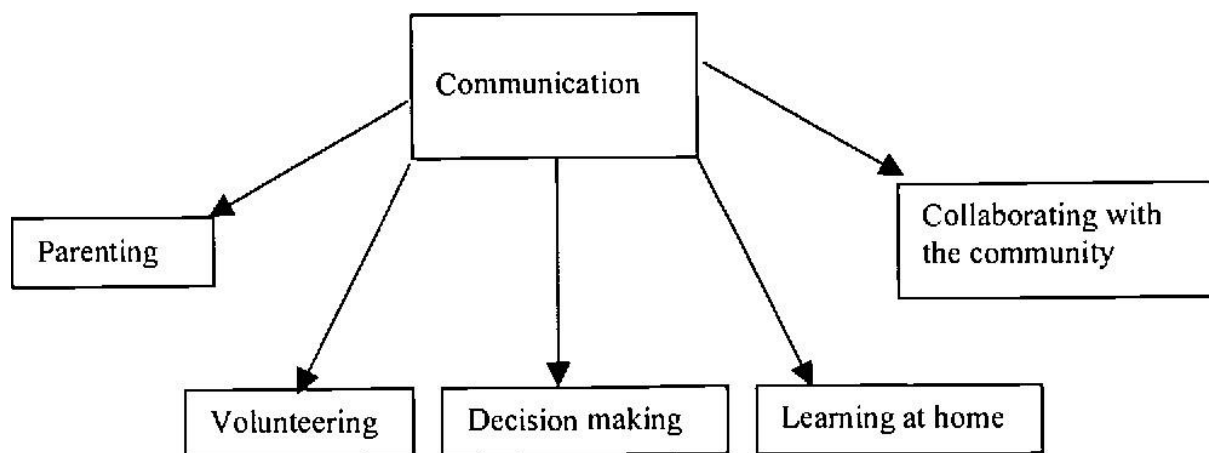 Communication
Parenting
Collaborating with
the community
Volunteering
Decision making
Learning at home